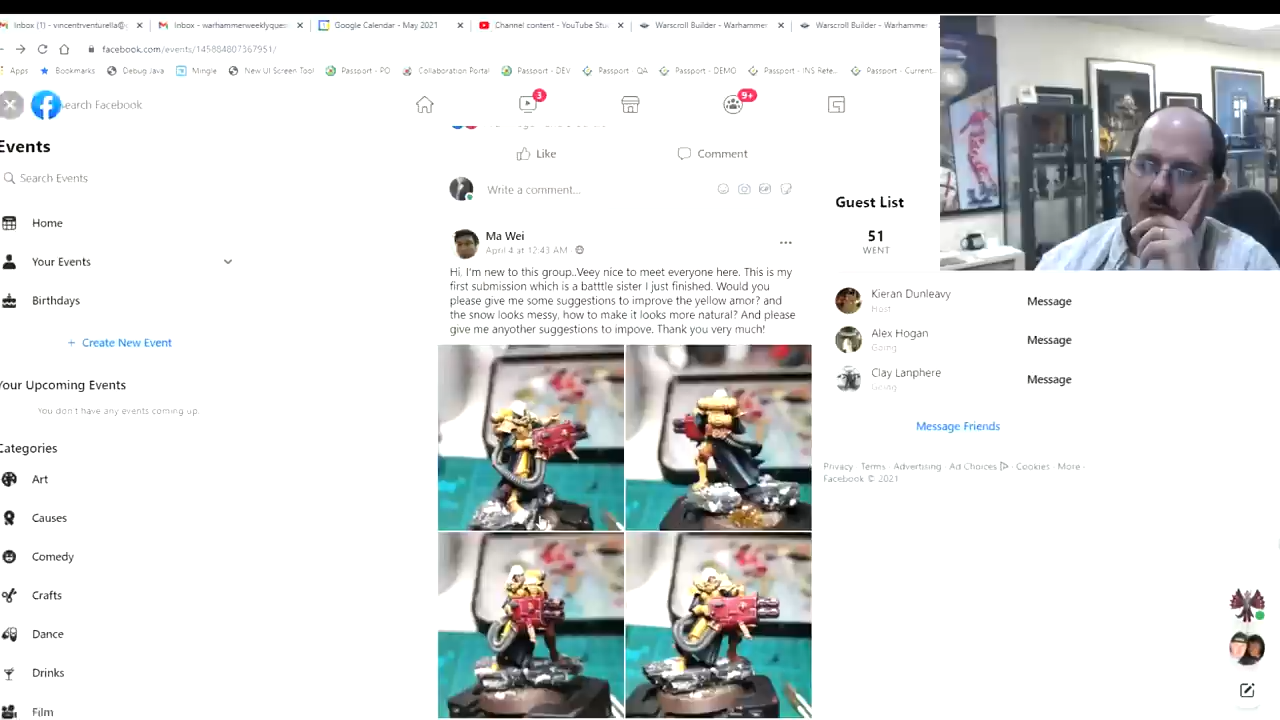 Inbox (1) - vincentrventurella@g
Inbox - warhammerweeklyques
Google Calendar - May 2021
Channel content - YouTube Stu
Warscroll Builder - Warhammer
Warscroll Builder - Warhammer
facebook.com/events/145884807367951/
Apps
Bookmarks
Debug Java
Mingle
New UI Screen Tool
Passport - PO
Collaboration Portal
Passport - DEV
Passport - QA
Passport - DEMO
Passport - INS Rete...
Passport - Current...
Search Facebook
3
9+
Events
Search Events
Home
Your Events
Birthdays
+ Create New Event
Your Upcoming Events
You don't have any events coming up.
Categories
Art
Causes
Comedy
Crafts
Dance
Drinks
Film
Like
Comment
Write a comment...
GIF
Ma Wei
April 4 at 12:43 AM
Hi. I'm new to this group..Veey nice to meet everyone here. This is my
first submission which is a batttle sister I just finished. Would you
please give me some suggestions to improve the yellow amor? and
the snow looks messy, how to make it looks more natural? And please
give me anyother suggestions to impove. Thank you very much!
Guest List
51
WENT
Kieran Dunleavy
Host
Message
Alex Hogan
Going
Message
Clay Lanphere
Going
Message
Message Friends
Privacy · Terms · Advertising · Ad Choices · Cookies · More ·
Facebook © 2021